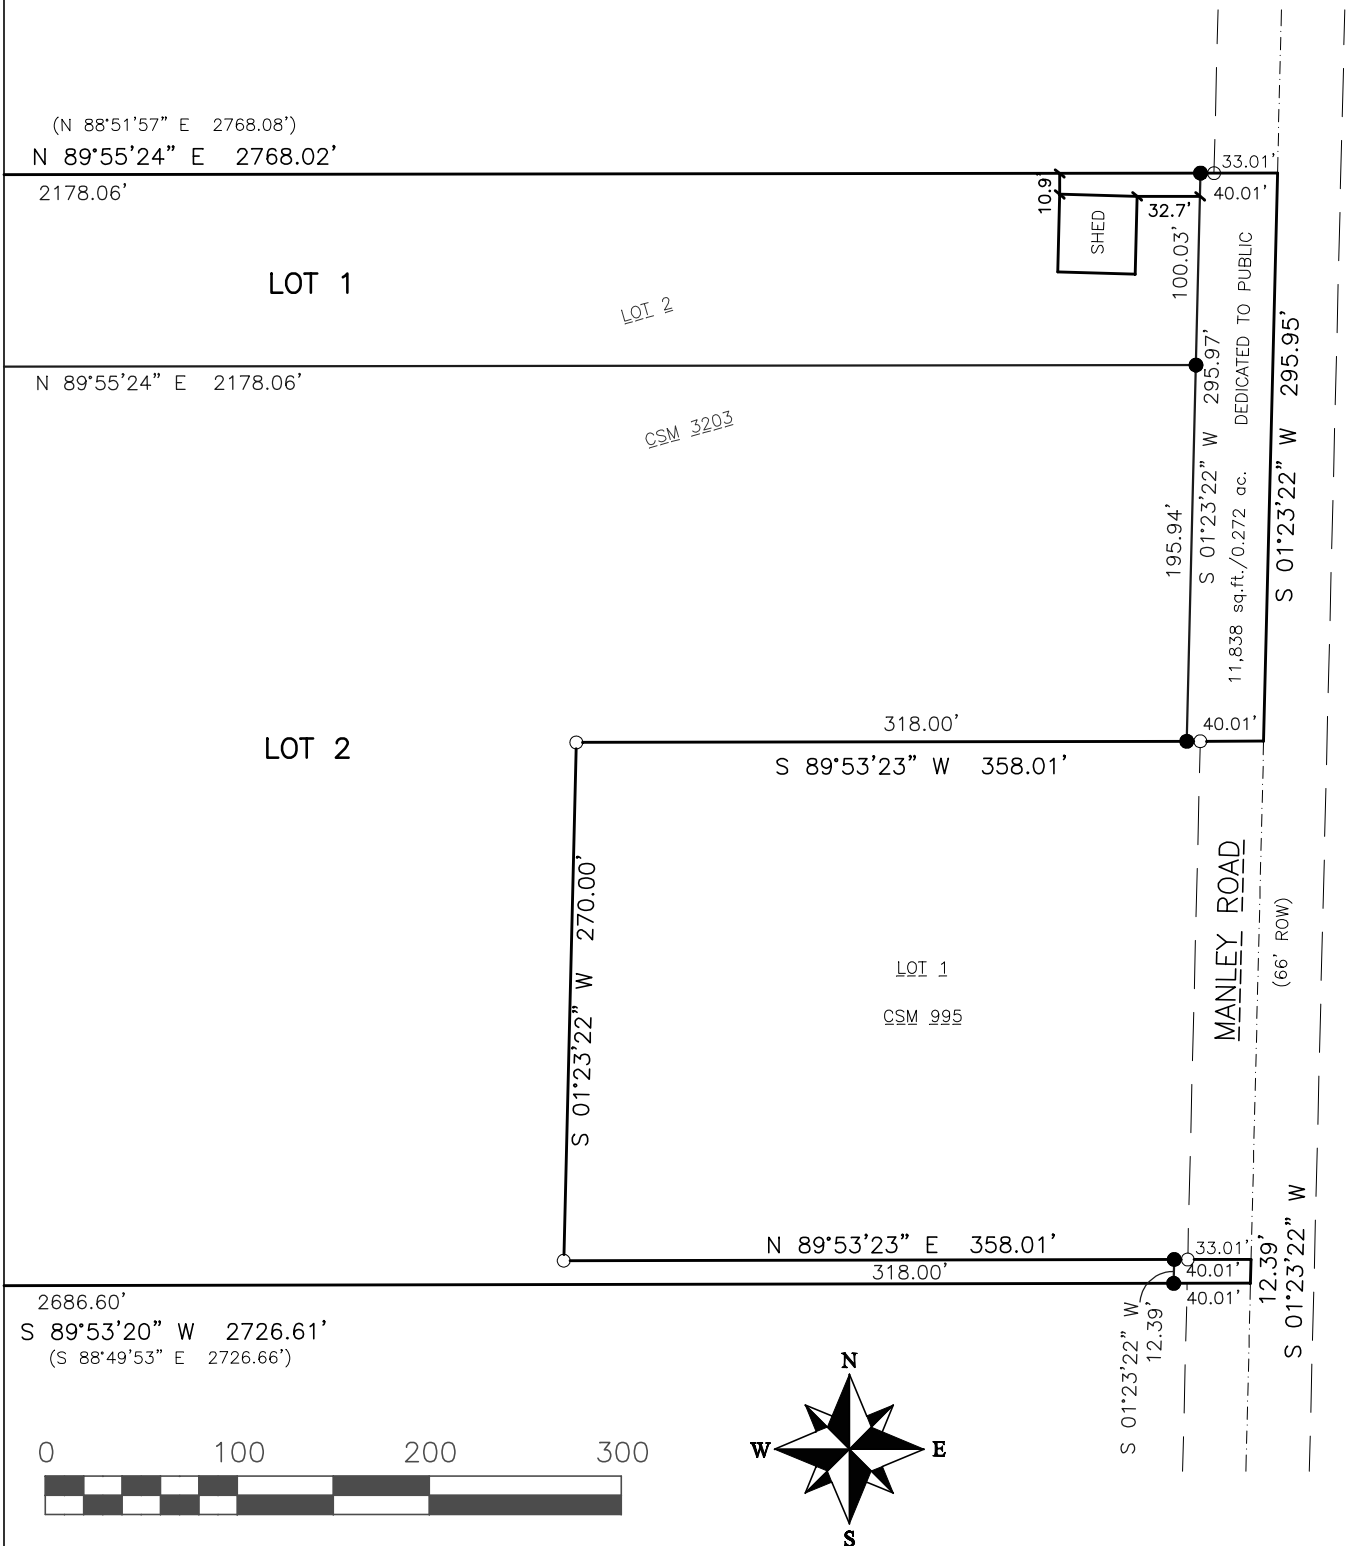 (N 88°51'57" E 2768.08')
N 89°55'24" E 2768.02'
2178.06'
33.01'
40.01'
10.9'
32.7'
SHED
100.03'
LOT 1
LOT 2
N 89°55'24" E 2178.06'
CSM 3203
S 01°23'22" W 295.97'
195.94'
11,838 sq.ft./0.272 ac. DEDICATED TO PUBLIC
S 01°23'22" W 295.95'
318.00'
40.01'
S 89°53'23" W 358.01'
LOT 2
S 01°23'22" W 270.00'
LOT 1
CSM 995
MANLEY ROAD
(66' ROW)
N 89°53'23" E 358.01'
33.01'
318.00'
40.01'
40.01'
12.39'
S 01°23'22" W
S 01°23'22" W
12.39'
2686.60'
S 89°53'20" W 2726.61'
(S 88°49'53" E 2726.66')
0 100 200 300
N
W E
S